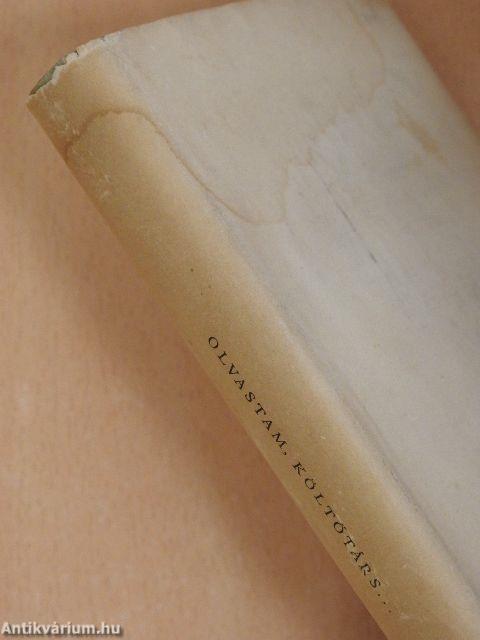 OLVASTAM, KÖLTŐTÁRS...
Antikvárium.hu